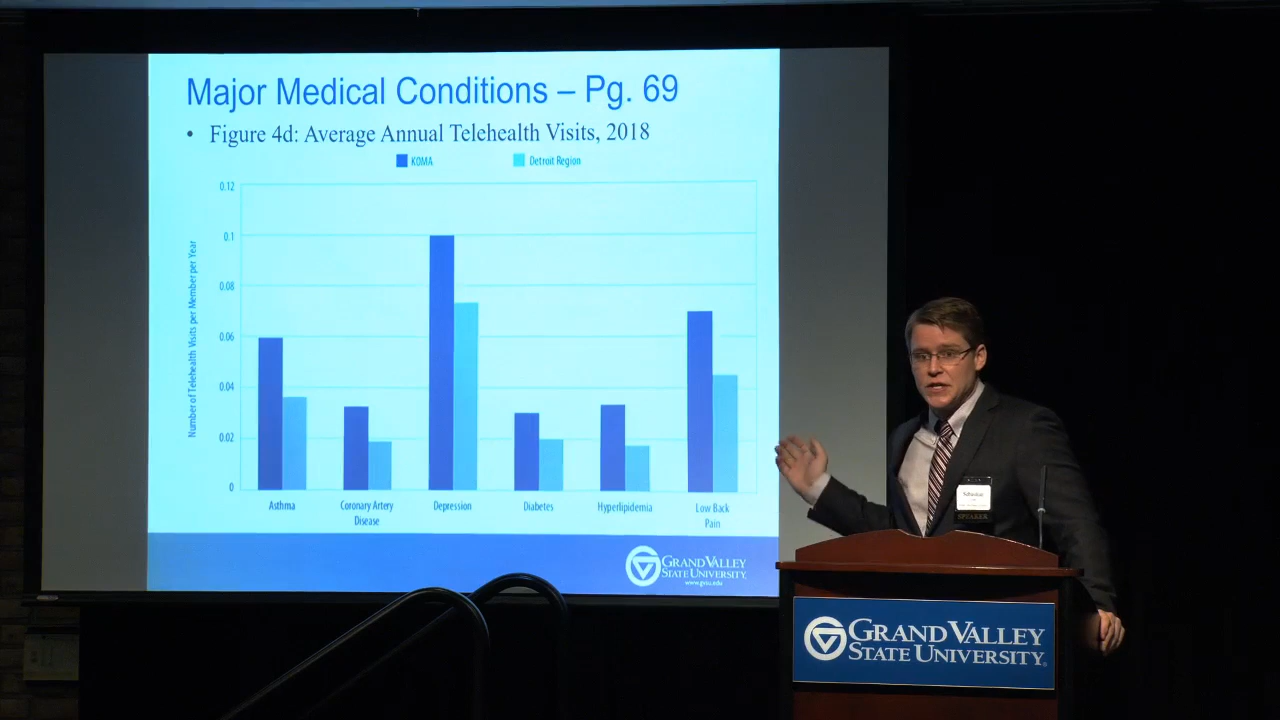 Major Medical Conditions – Pg. 69
• Figure 4d: Average Annual Telehealth Visits, 2018
KOMA
Detroit Region
Number of Telehealth Visits per Member per Year
0.12
0.1
0.08
0.06
0.04
0.02
0
Asthma
Coronary Artery
Disease
Depression
Diabetes
Hyperlipidemia
Low Back
Pain
GRAND VALLEY
STATE UNIVERSITY
www.gvsu.edu
SPEAKER
GRAND VALLEY
STATE UNIVERSITY®